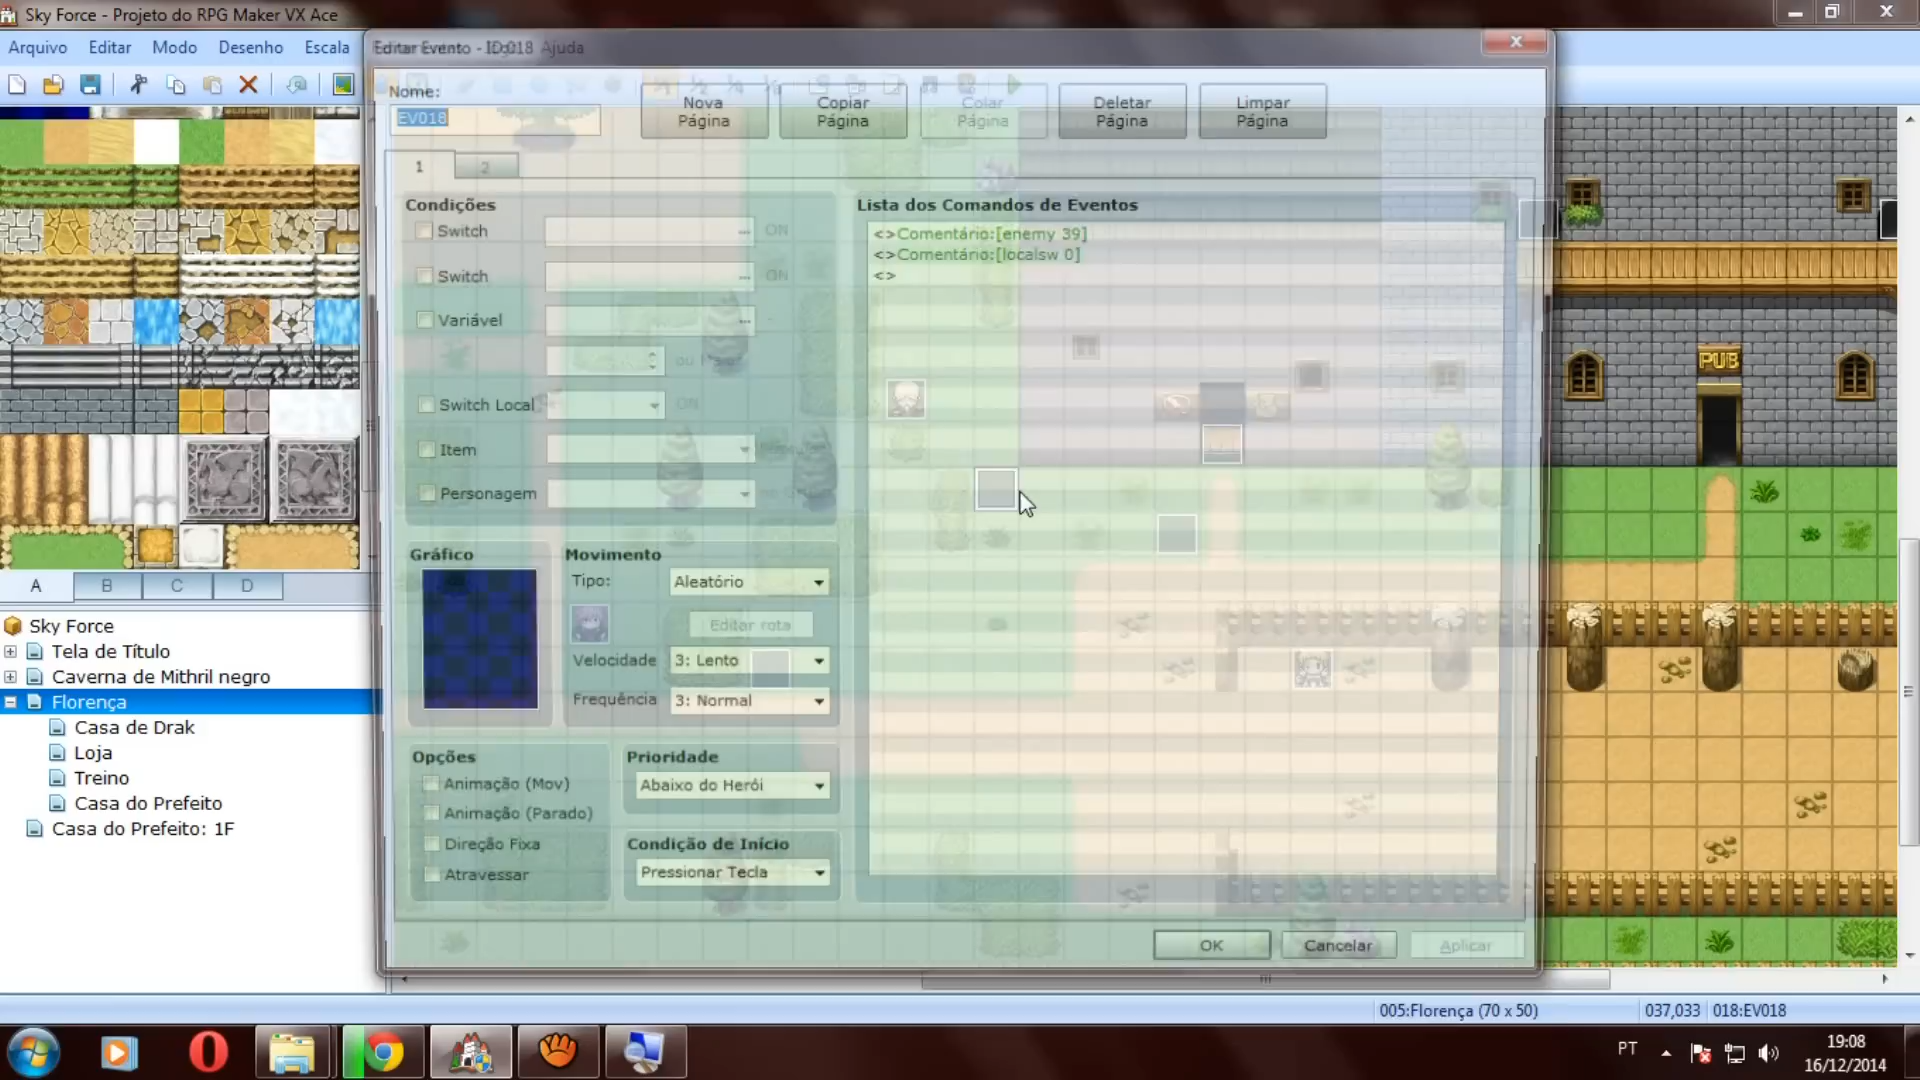 Sky Force - Projeto do RPG Maker VX Ace
Arquivo Editar Modo Desenho Escala
Editar Evento - ID:018 Ajuda
Nome:
EV018
Nova Página
Copiar Página
Colar Página
Deletar Página
Limpar Página
1 2
Condições
Switch ... ON
Switch ... ON
Variável ...
ou
Switch Local ON
Item
Personagem
Gráfico
Movimento
Tipo: Aleatório
Editar rota
Velocidade 3: Lento
Frequência 3: Normal
Opções
Animação (Mov)
Animação (Parado)
Direção Fixa
Atravessar
Prioridade
Abaixo do Herói
Condição de Início
Pressionar Tecla
Lista dos Comandos de Eventos
<>Comentário:[enemy 39]
<>Comentário:[localsw 0]
<>
OK Cancelar Aplicar
PUB
A B C D
Sky Force
Tela de Título
Caverna de Mithril negro
Florença
Casa de Drak
Loja
Treino
Casa do Prefeito
Casa do Prefeito: 1F
005:Florença (70 x 50) 037,033 018:EV018
PT
19:08
16/12/2014